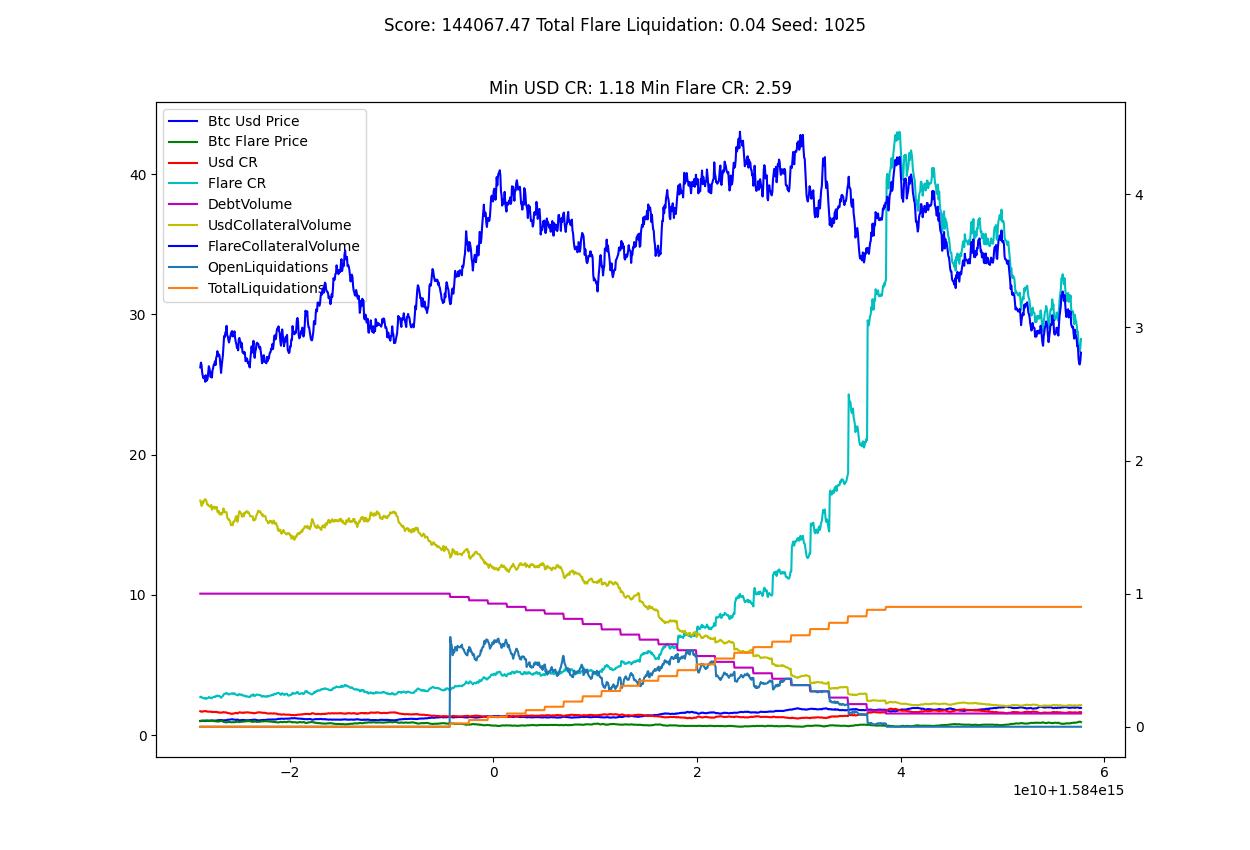 Score: 144067.47 Total Flare Liquidation: 0.04 Seed: 1025
Min USD CR: 1.18 Min Flare CR: 2.59
Btc Usd Price
Btc Flare Price
Usd CR
Flare CR
DebtVolume
UsdCollateralVolume
FlareCollateralVolume
OpenLiquidations
TotalLiquidations
40
30
20
10
0
4
3
2
1
0
−2
0
2
4
6
1e10+1.584e15